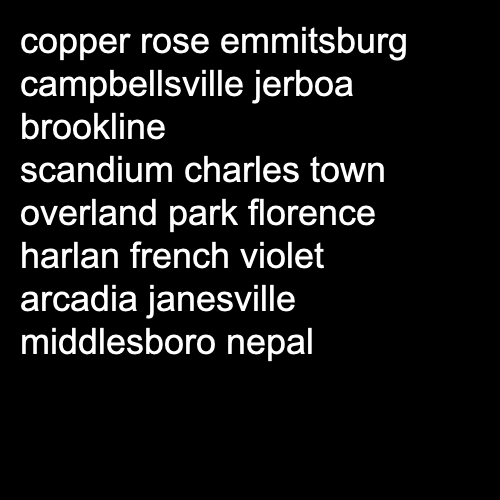 copper rose emmitsburg
campbellsville jerboa
brookline
scandium charles town
overland park florence
harlan french violet
arcadia janesville
middlesboro nepal